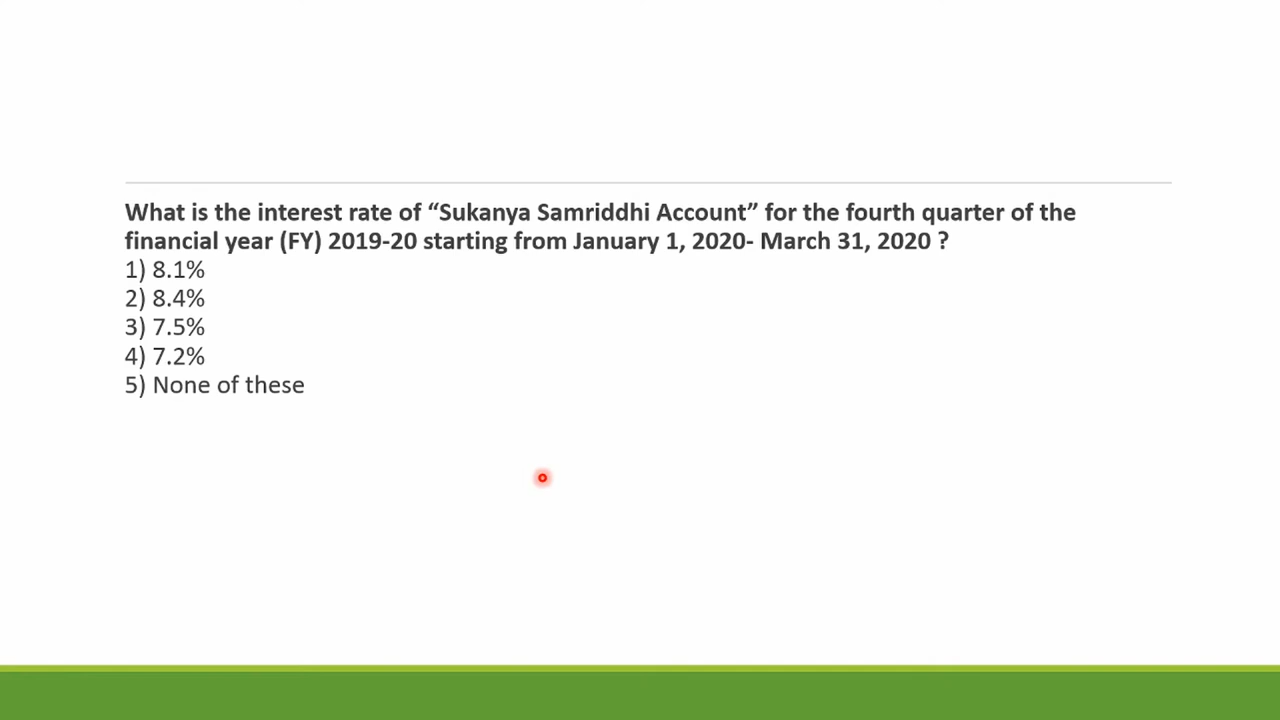 What is the interest rate of “Sukanya Samriddhi Account” for the fourth quarter of the
financial year (FY) 2019-20 starting from January 1, 2020- March 31, 2020 ?
1) 8.1%
2) 8.4%
3) 7.5%
4) 7.2%
5) None of these